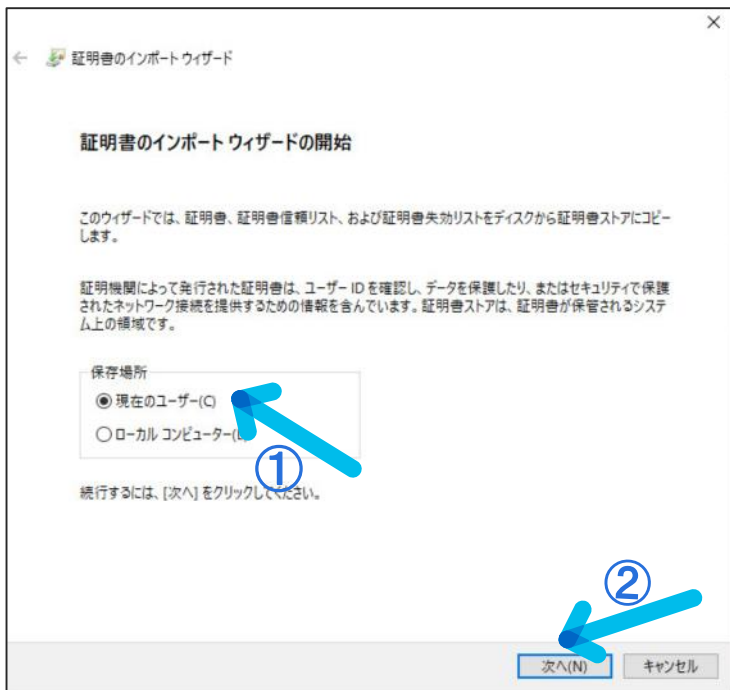 証明書のインポート ウィザード
証明書のインポート ウィザードの開始
このウィザードでは、証明書、証明書信頼リスト、および証明書失効リストをディスクから証明書ストアにコピー
します。
証明機関によって発行された証明書は、ユーザー ID を確認し、データを保護したり、またはセキュリティで保護
されたネットワーク接続を提供するための情報を含んでいます。証明書ストアは、証明書が保管されるシステ
ム上の領域です。
保存場所
現在のユーザー(C)
ローカル コンピューター(
①
続行するには、[次へ] をクリックしてください。
②
次へ(N)
キャンセル